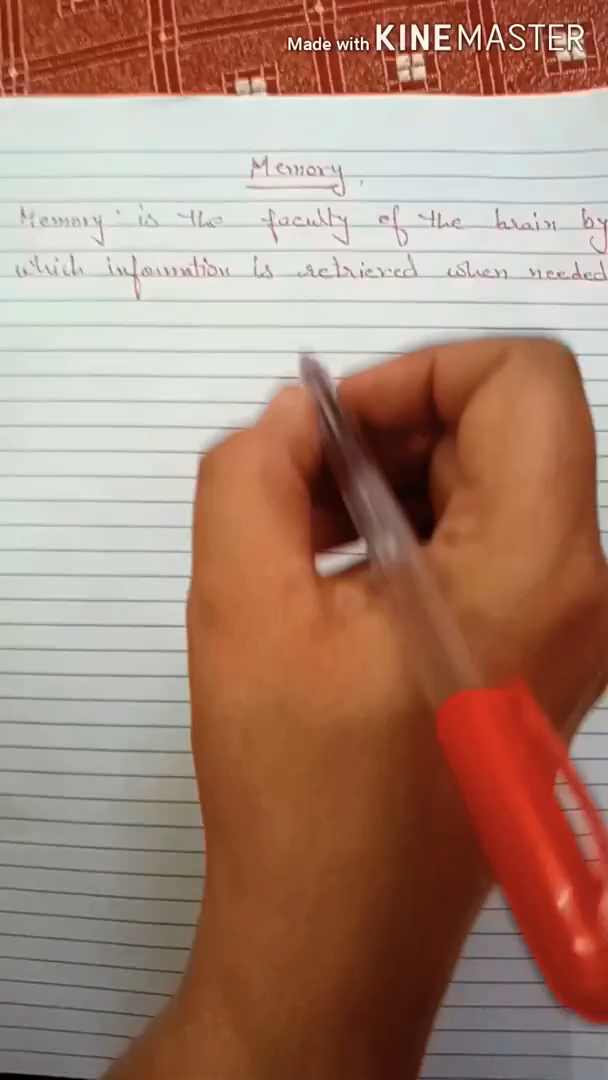 Made with KINEMASTER
Memory
Memory is the faculty of the brain by
which information is retrieved when needed